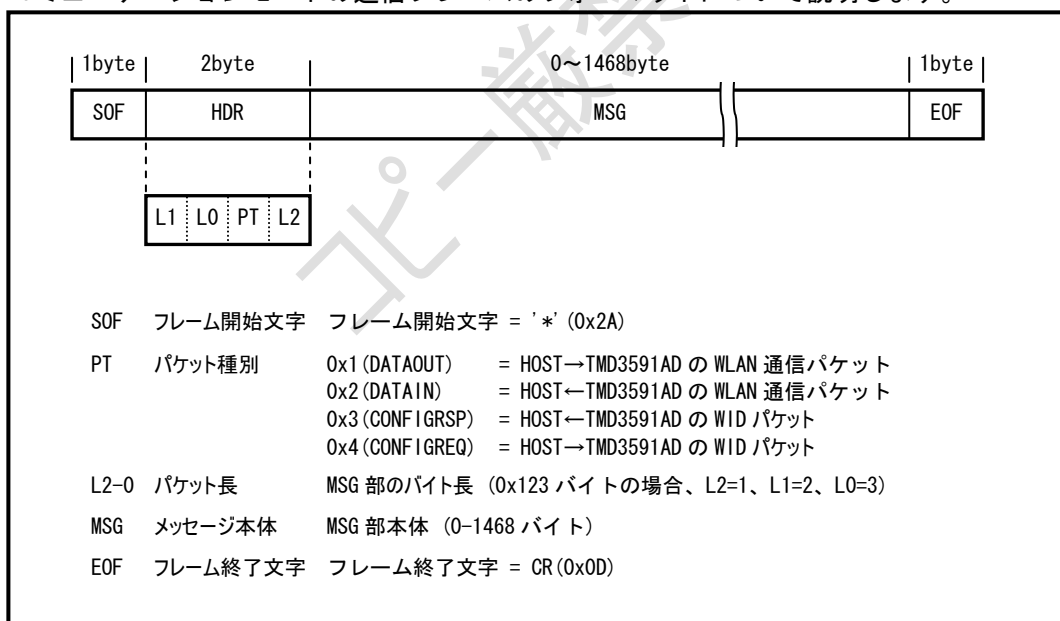 | 1byte | 2byte | 0～1468byte | 1byte |
SOF HDR MSG EOF
L1 L0 PT L2
SOF フレーム開始文字 フレーム開始文字 = '*' (0x2A)
PT パケット種別 0x1(DATAOUT) = HOST→TMD3591AD の WLAN 通信パケット
0x2(DATAIN) = HOST←TMD3591AD の WLAN 通信パケット
0x3(CONFIGRSP) = HOST←TMD3591AD の WID パケット
0x4(CONFIGREQ) = HOST→TMD3591AD の WID パケット
L2-0 パケット長 MSG 部のバイト長 (0x123 バイトの場合、L2=1、L1=2、L0=3)
MSG メッセージ本体 MSG 部本体 (0-1468 バイト)
EOF フレーム終了文字 フレーム終了文字 = CR(0x0D)
コピー厳禁